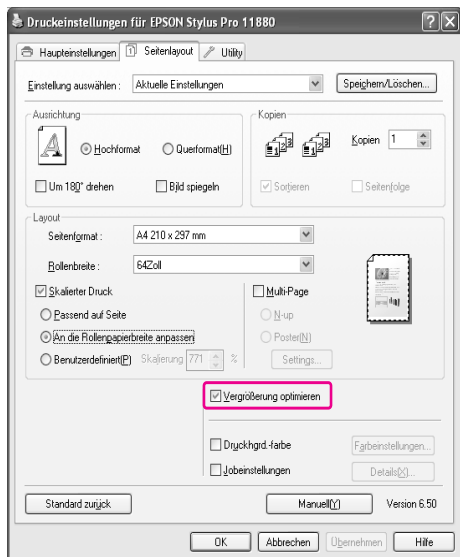 Druckeinstellungen für EPSON Stylus Pro 11880
Haupteinstellungen Seitenlayout Utility
Einstellung auswählen : Aktuelle Einstellungen Speichern/Löschen...
Ausrichtung Kopien
Hochformat Querformat(H) Kopien 1
Um 180° drehen Bild spiegeln Sortieren Seitenfolge
Layout
Seitenformat : A4 210 x 297 mm
Rollenbreite : 64Zoll
Skalierter Druck Multi-Page
Passend auf Seite N-up
An die Rollenpapierbreite anpassen Poster(N)
Benutzerdefiniert(P) Skalierung 771 % Settings...
Vergrößerung optimieren
Druckhgrd.-farbe Farbeinstellungen...
Jobeinstellungen Details(X)...
Standard zurück Manuell(Y) Version 6.50
OK Abbrechen Übernehmen Hilfe